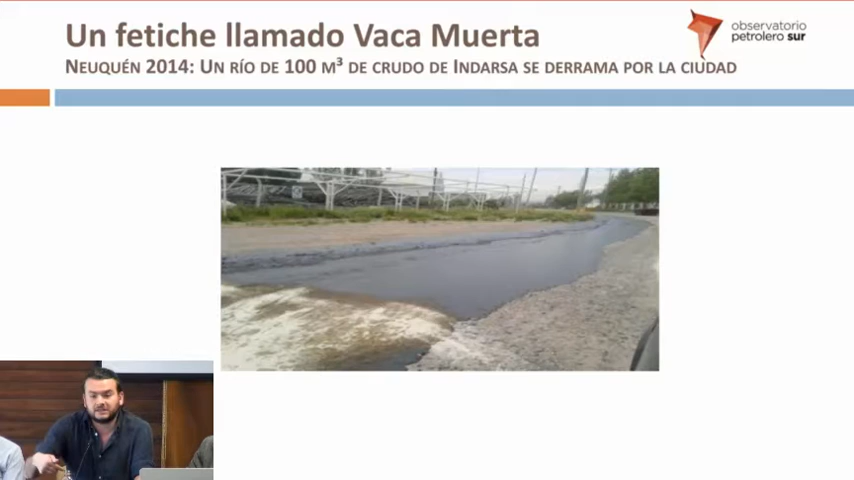 Un fetiche llamado Vaca Muerta
Neuquén 2014: Un río de 100 m³ de crudo de Indarsa se derrama por la ciudad
observatorio
petrolero sur